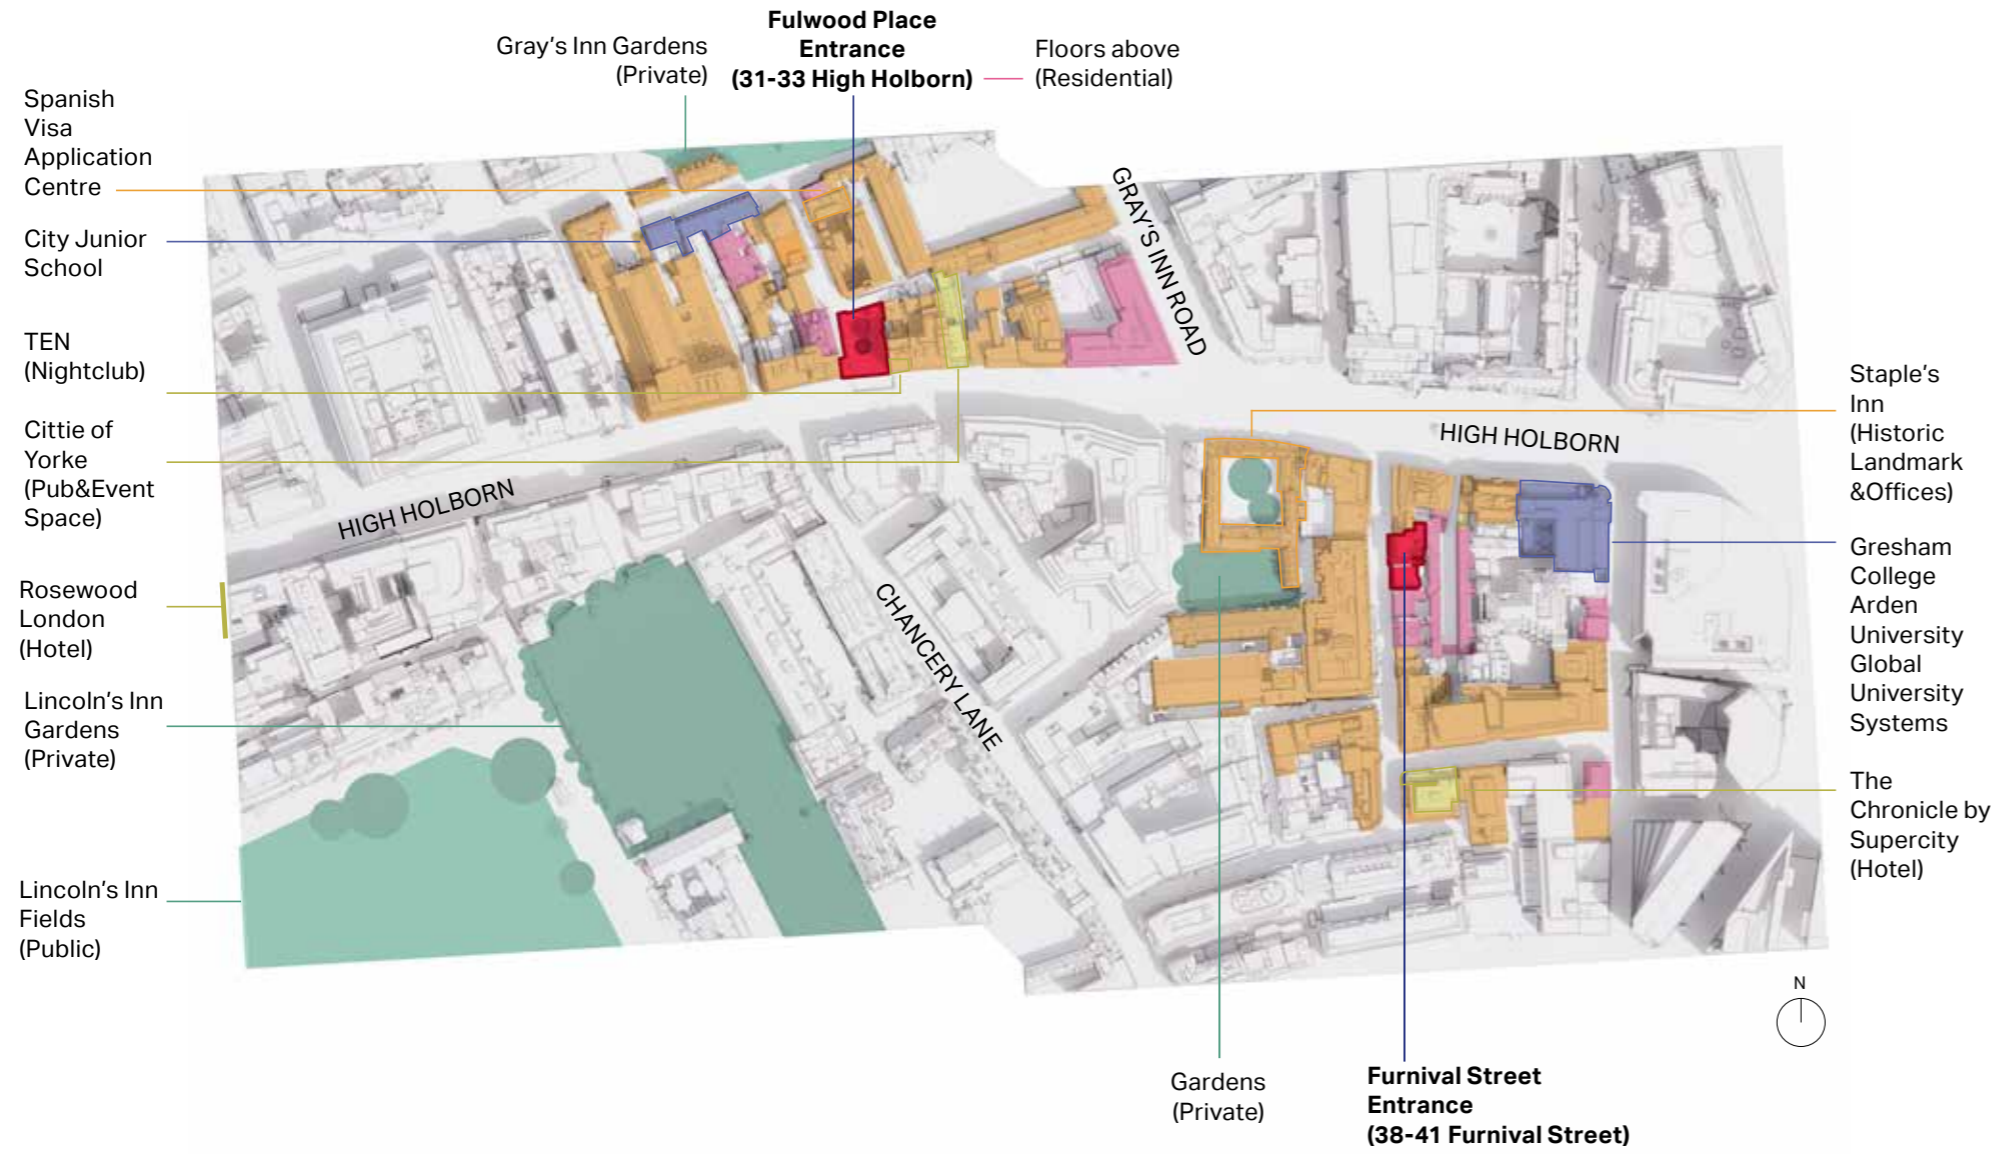 Fulwood Place
Entrance
(31-33 High Holborn)
Gray's Inn Gardens
(Private)
Floors above
(Residential)
Spanish
Visa
Application
Centre
City Junior
School
TEN
(Nightclub)
Cittie of
Yorke
(Pub&Event
Space)
Rosewood
London
(Hotel)
Lincoln's Inn
Gardens
(Private)
Lincoln's Inn
Fields
(Public)
GRAY'S INN ROAD
HIGH HOLBORN
HIGH HOLBORN
CHANCERY LANE
Staple's
Inn
(Historic
Landmark
&Offices)
Gresham
College
Arden
University
Global
University
Systems
The
Chronicle by
Supercity
(Hotel)
N
Gardens
(Private)
Furnival Street
Entrance
(38-41 Furnival Street)